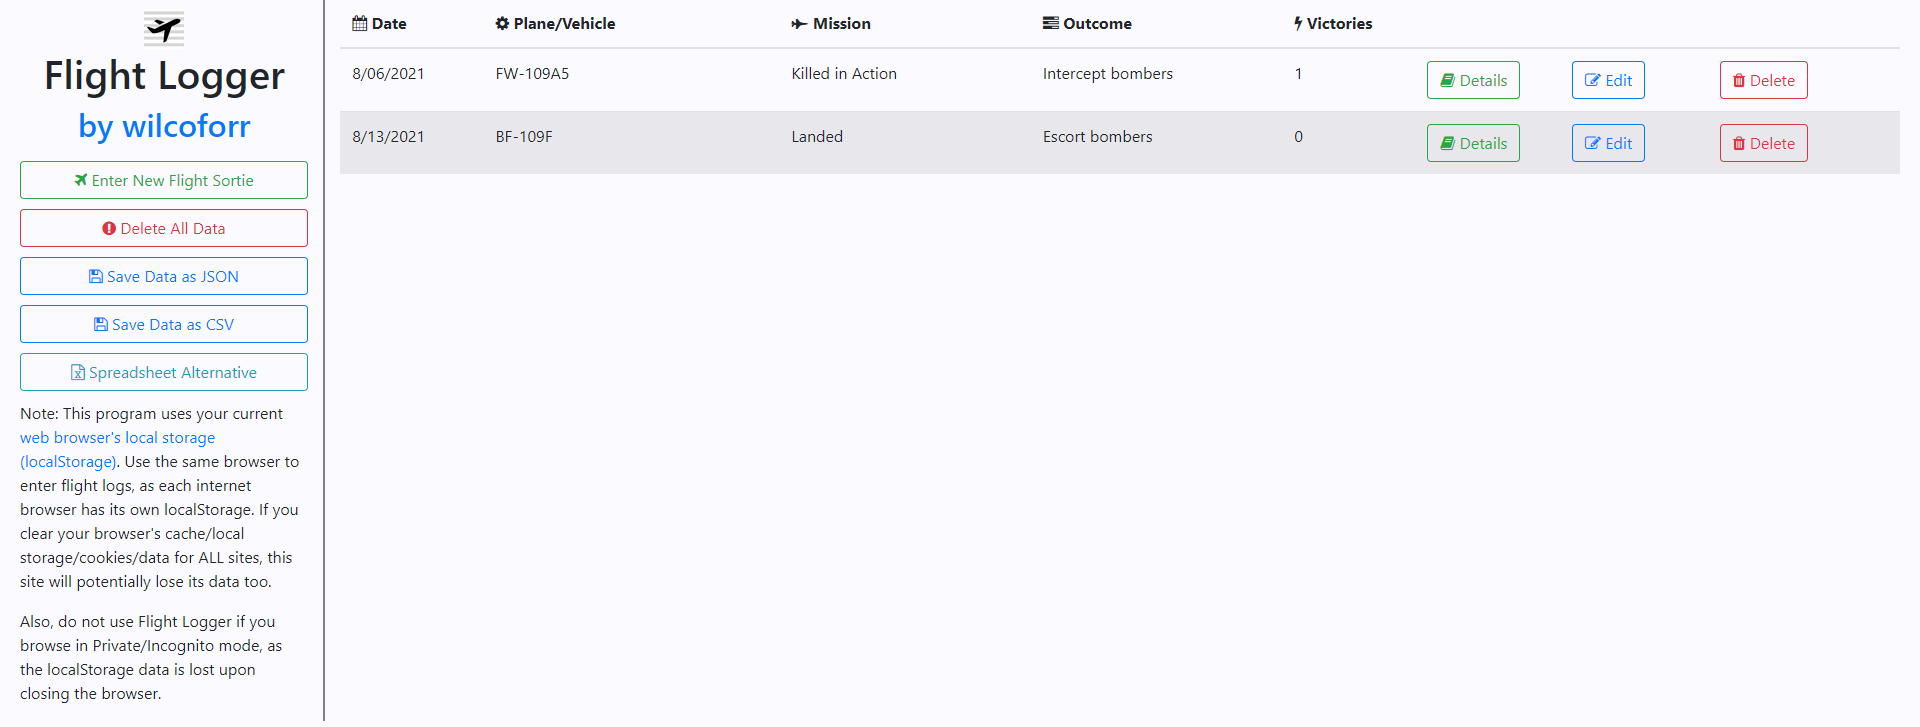 Flight Logger
by wilcoforr
Enter New Flight Sortie
Delete All Data
Save Data as JSON
Save Data as CSV
Spreadsheet Alternative
Note: This program uses your current
web browser's local storage
(localStorage). Use the same browser to
enter flight logs, as each internet
browser has its own localStorage. If you
clear your browser's cache/local
storage/cookies/data for ALL sites, this
site will potentially lose its data too.
Also, do not use Flight Logger if you
browse in Private/Incognito mode, as
the localStorage data is lost upon
closing the browser.
Date Plane/Vehicle Mission Outcome Victories
8/06/2021 FW-109A5 Killed in Action Intercept bombers 1 Details Edit Delete
8/13/2021 BF-109F Landed Escort bombers 0 Details Edit Delete